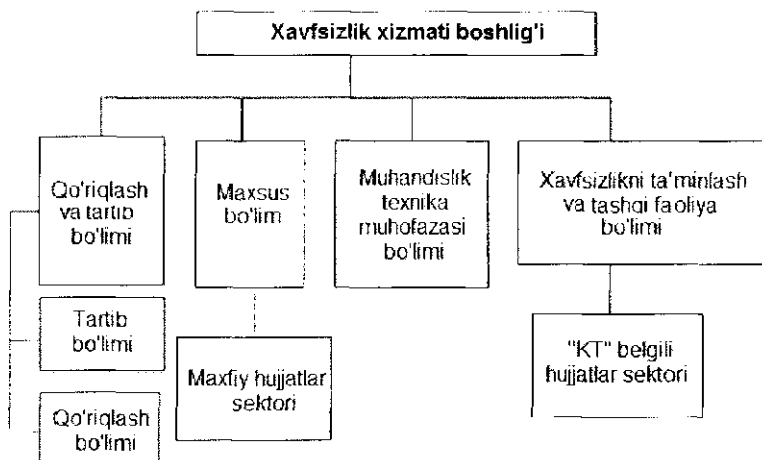 Xavfsizlik xizmati boshlig'i
Qo'riqlash
va tartib
bo'limi
Maxsus
bo'lim
Muhandislik
texnika
muhofazasi
bo'limi
Xavfsizlikni ta'minlash
va tashqi faoliya
bo'limi
Tartib
bo'limi
Maxfiy hujjatlar
sektori
"KT" belgili
hujjatlar sektori
Qo'riqlash
bo'limi